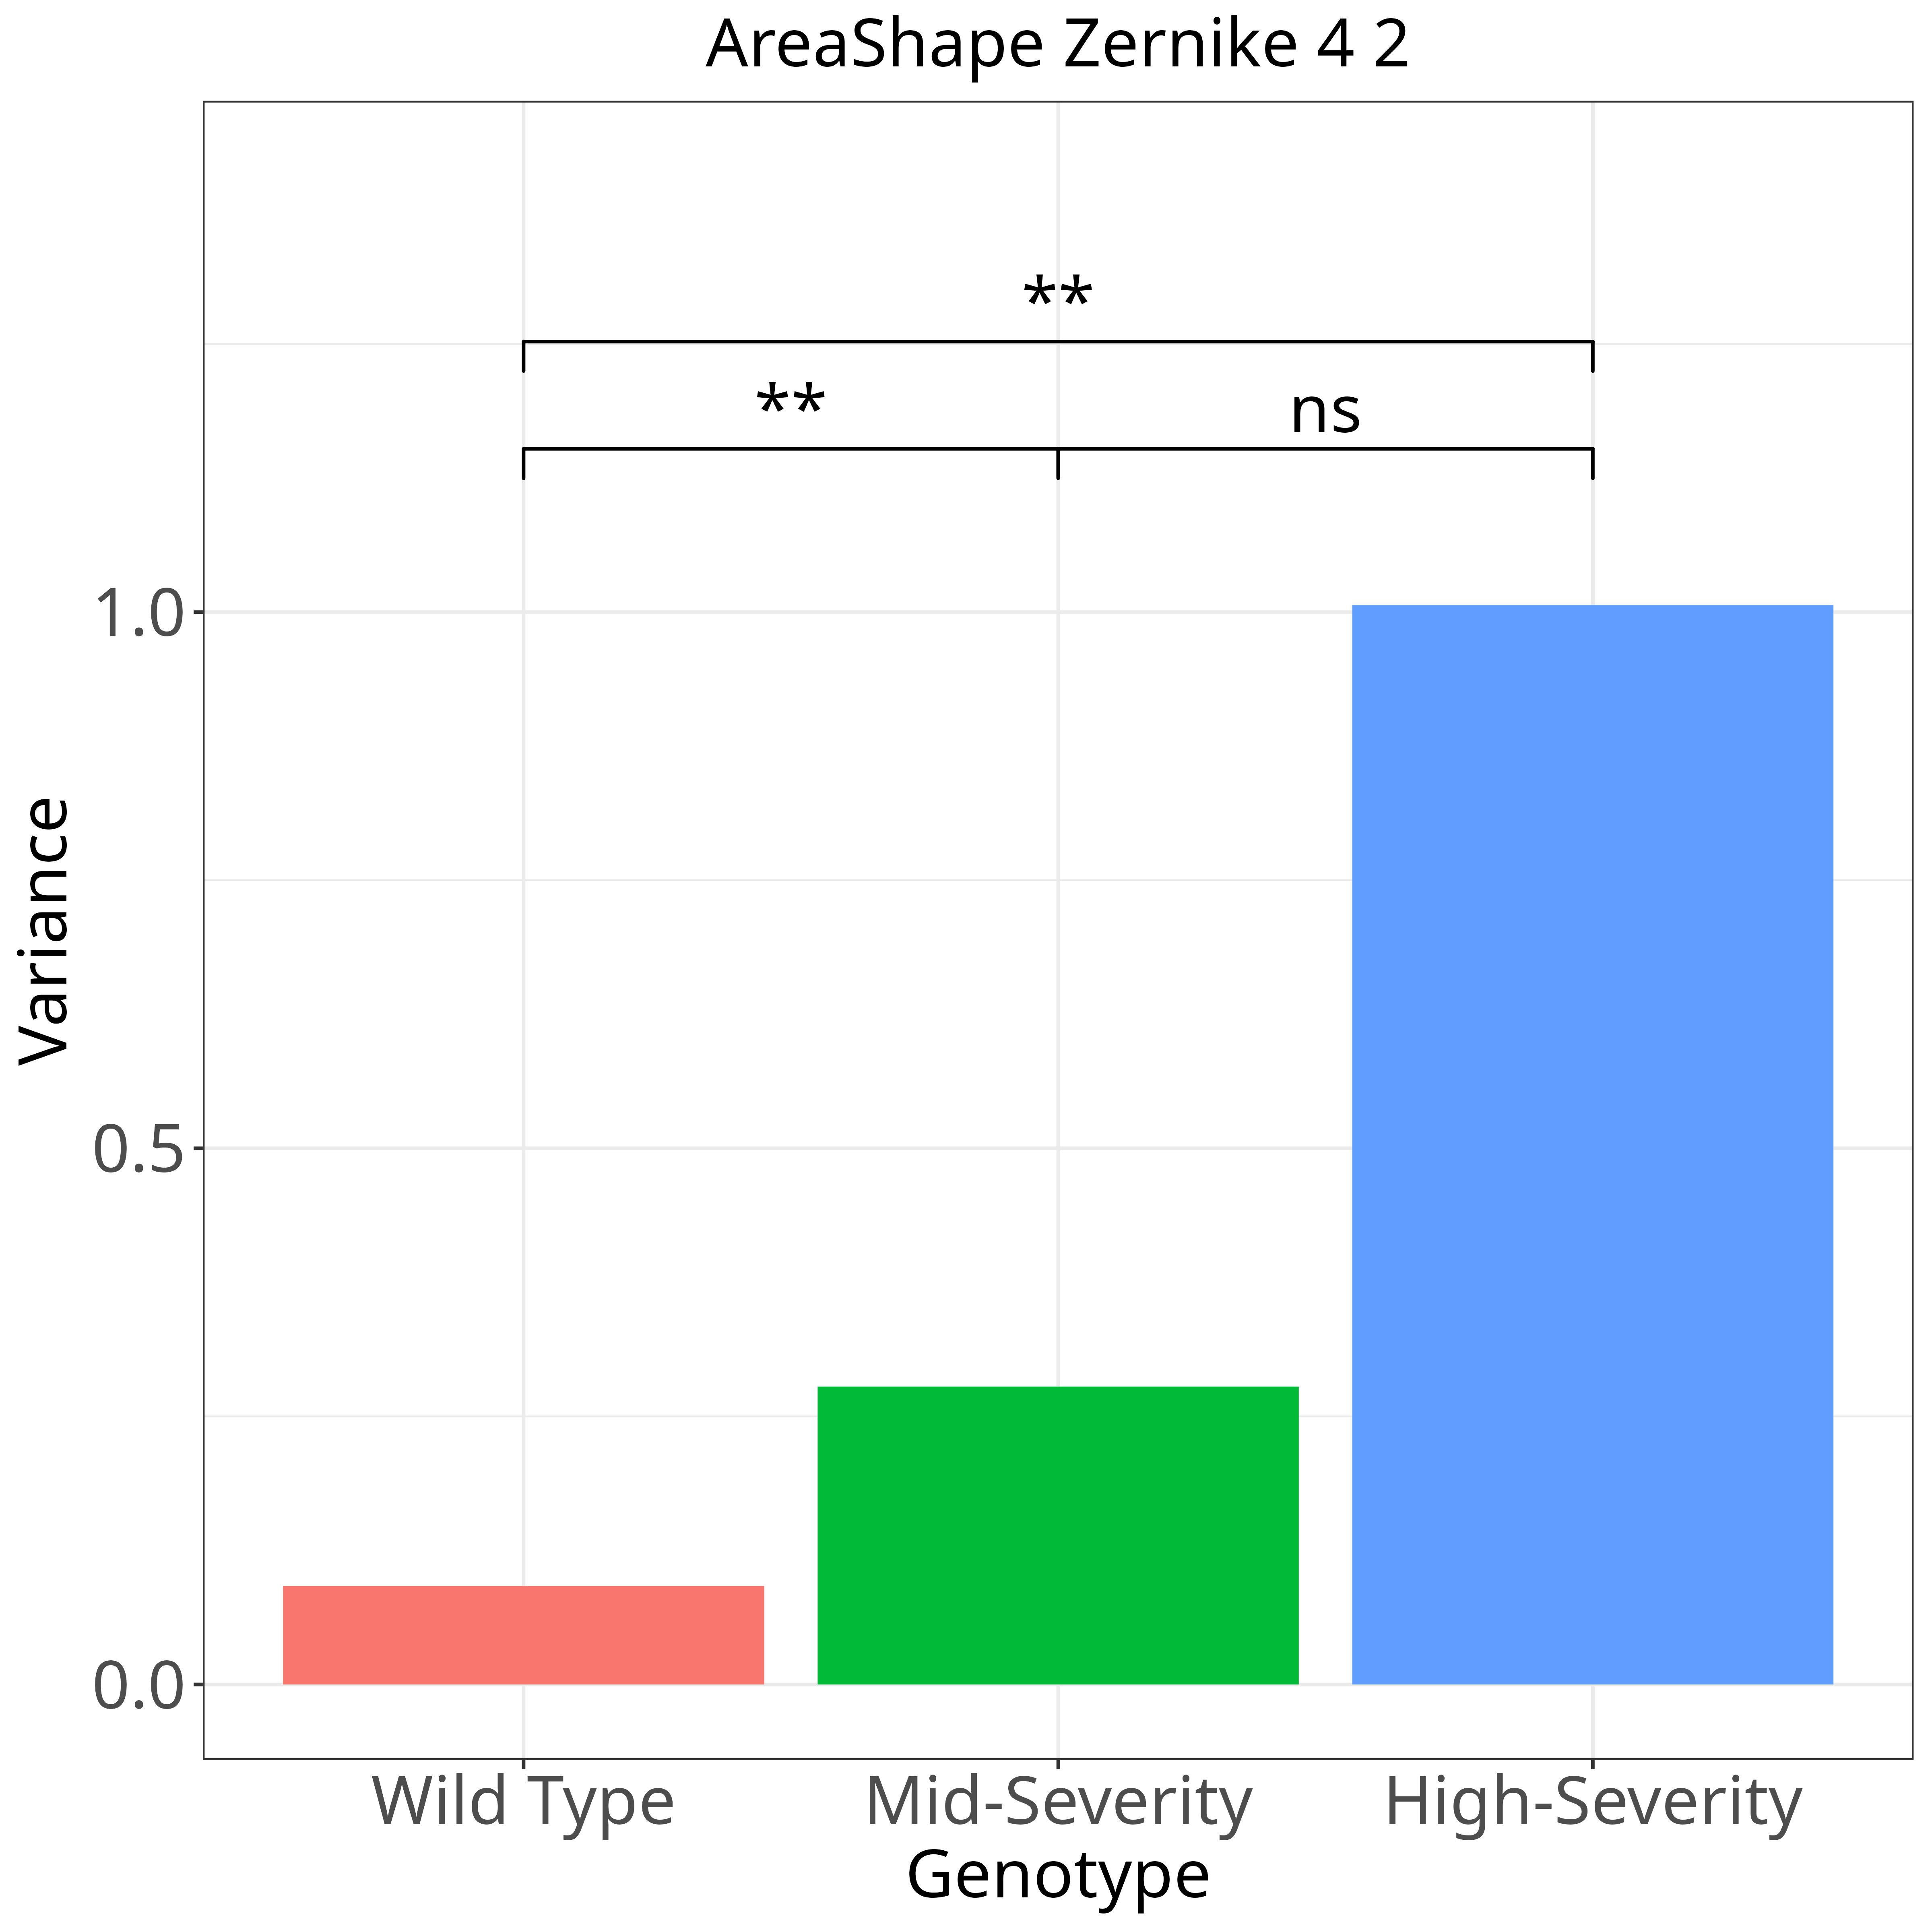 AreaShape Zernike 4 2
**
**
ns
1.0
0.5
0.0
Variance
Wild Type
Mid-Severity
High-Severity
Genotype